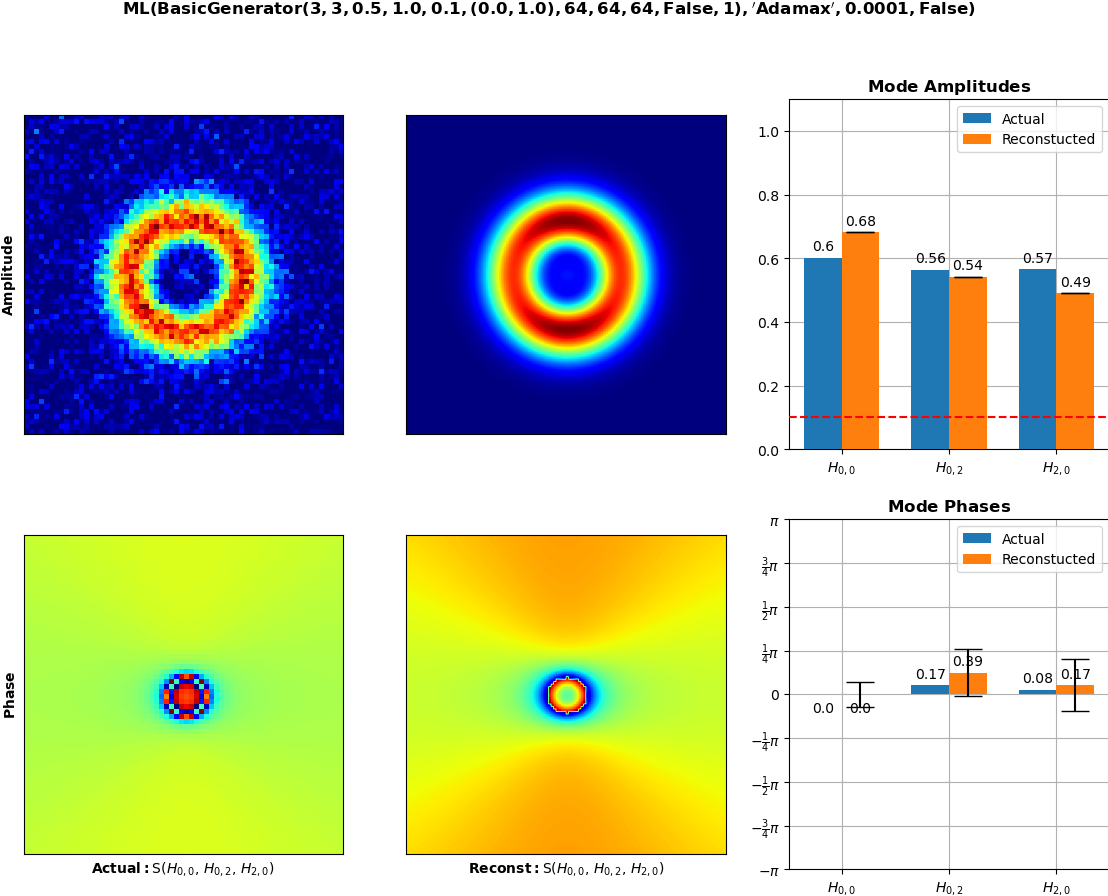 ML(BasicGenerator(3, 3, 0.5, 1.0, 0.1, (0.0, 1.0), 64, 64, 64, False, 1), ′Adamax′, 0.0001, False)
Mode Amplitudes
Amplitude
1.0
0.8
0.6
0.4
0.2
0.0
Actual
Reconstucted
0.6
0.68
0.56
0.54
0.57
0.49
H0,0
H0,2
H2,0
Mode Phases
Phase
π
3/4π
1/2π
1/4π
0
−1/4π
−1/2π
−3/4π
−π
Actual
Reconstucted
0.0
0.0
0.17
0.39
0.08
0.17
H0,0
H0,2
H2,0
Actual: S(H0,0, H0,2, H2,0)
Reconst: S(H0,0, H0,2, H2,0)